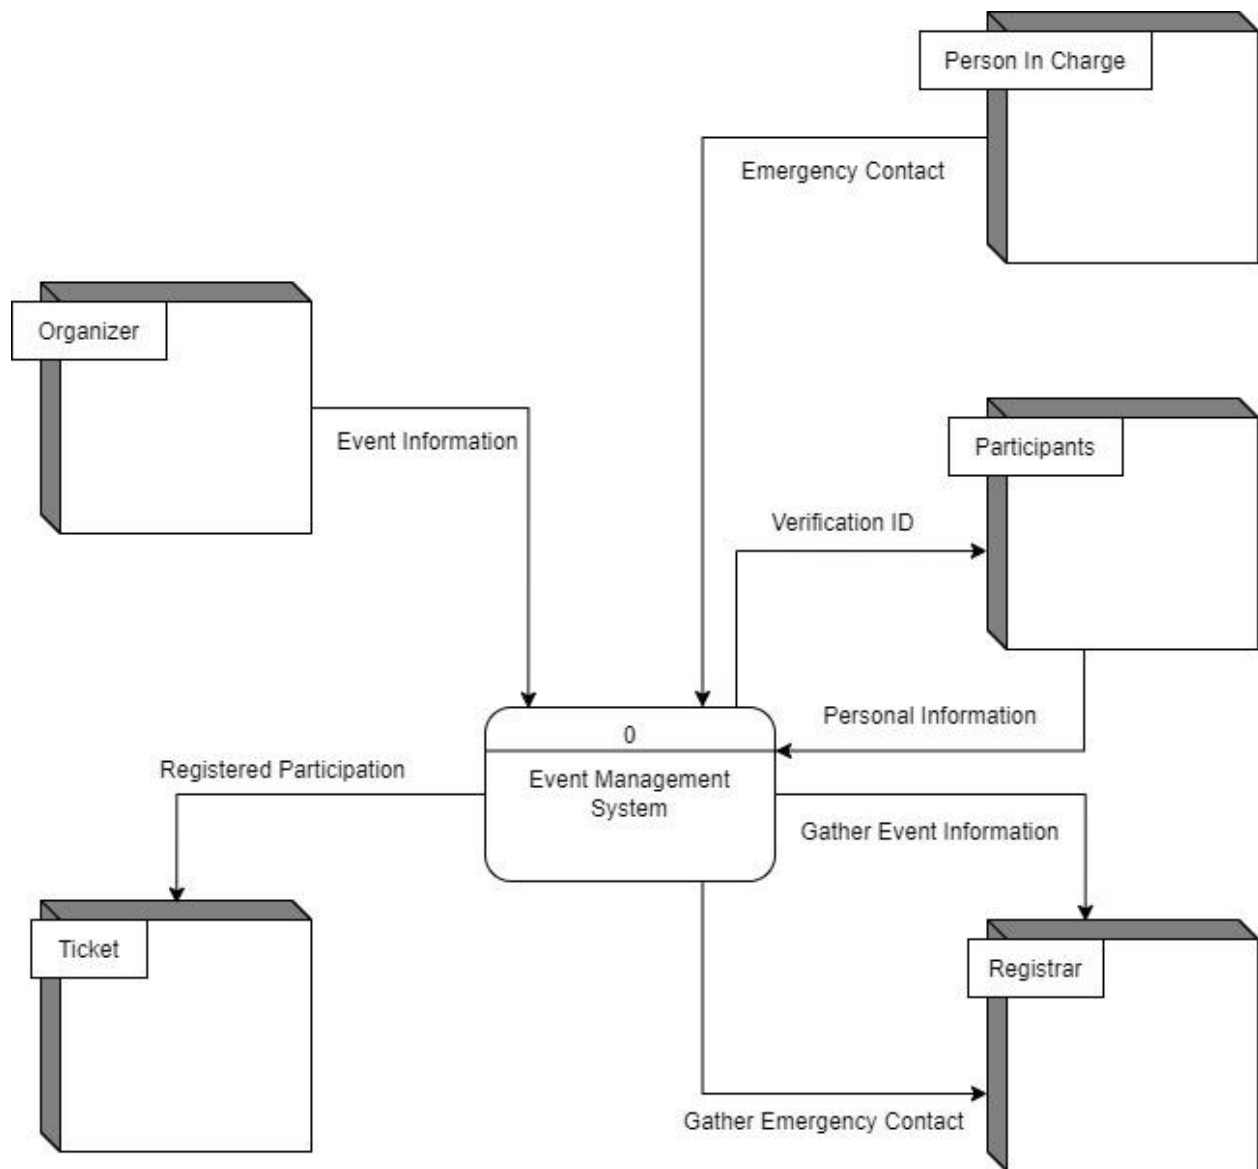 Person In Charge
Emergency Contact
Organizer
Event Information
Participants
Verification ID
Personal Information
0
Event Management
System
Registered Participation
Gather Event Information
Ticket
Registrar
Gather Emergency Contact